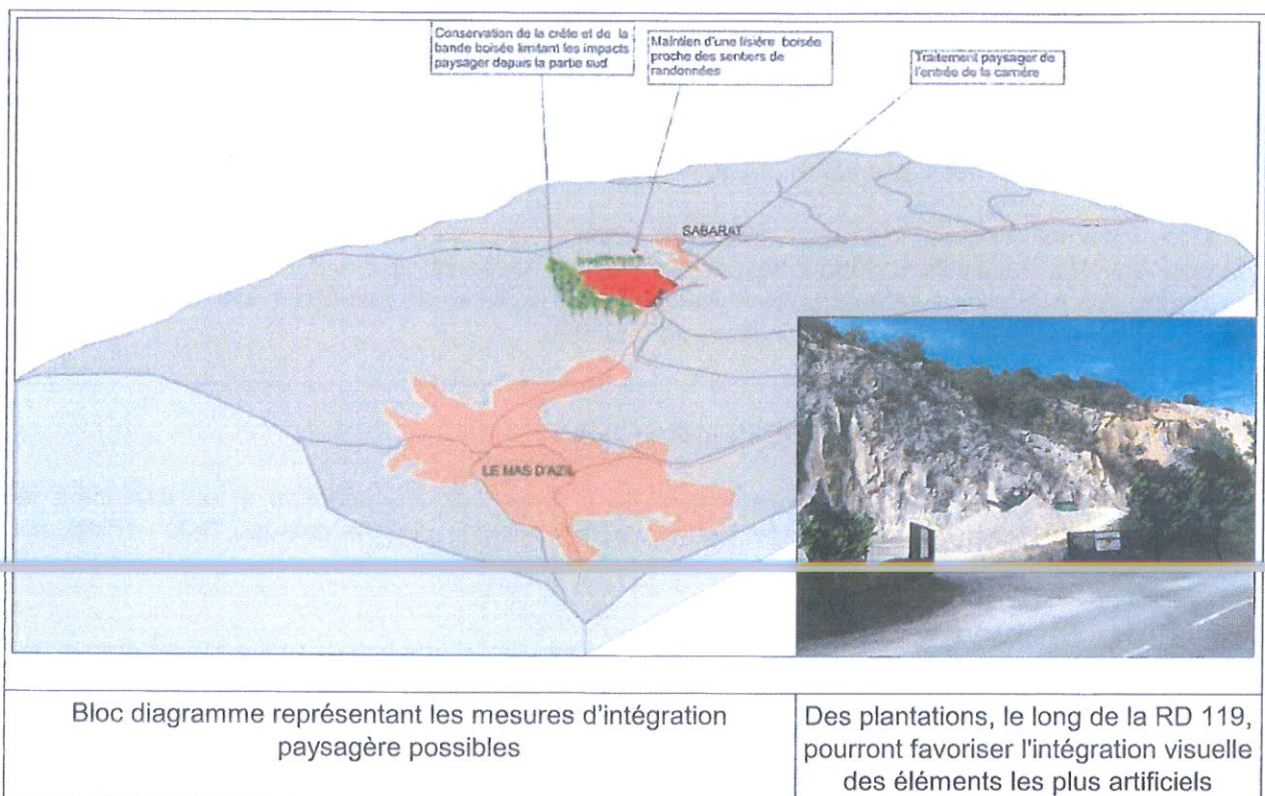 Conservation de la crête et de la
bande boisée limitant les impacts
paysager depuis la partie sud
Maintien d'une lisière boisée
proche des sentiers de
randonnées
Traitement paysager de
l'entrée de la carrière
SABARAT
LE MAS D'AZIL
Bloc diagramme représentant les mesures d'intégration
paysagère possibles
Des plantations, le long de la RD 119,
pourront favoriser l'intégration visuelle
des éléments les plus artificiels